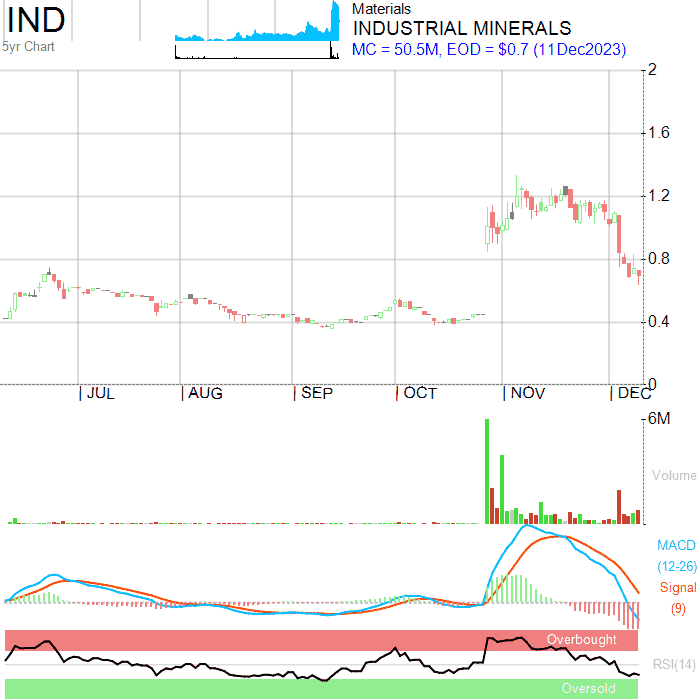 IND
5yr Chart
Materials
INDUSTRIAL MINERALS
MC = 50.5M, EOD = $0.7 (11Dec2023)
2
1.6
1.2
0.8
0.4
0
| JUL | AUG | SEP | OCT | NOV | DEC
6M
Volume
MACD
(12-26)
Signal
(9)
Overbought
RSI(14)
Oversold